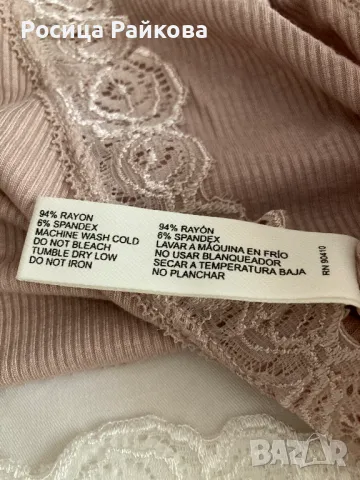 Росица Райкова
94% RAYON
6% SPANDEX
MACHINE WASH COLD
DO NOT BLEACH
TUMBLE DRY LOW
DO NOT IRON
94% RAYÓN
6% SPANDEX
LAVAR A MÁQUINA EN FRÍO
NO USAR BLANQUEADOR
SECAR A TEMPERATURA BAJA
NO PLANCHAR
RN 90410
BAZAR